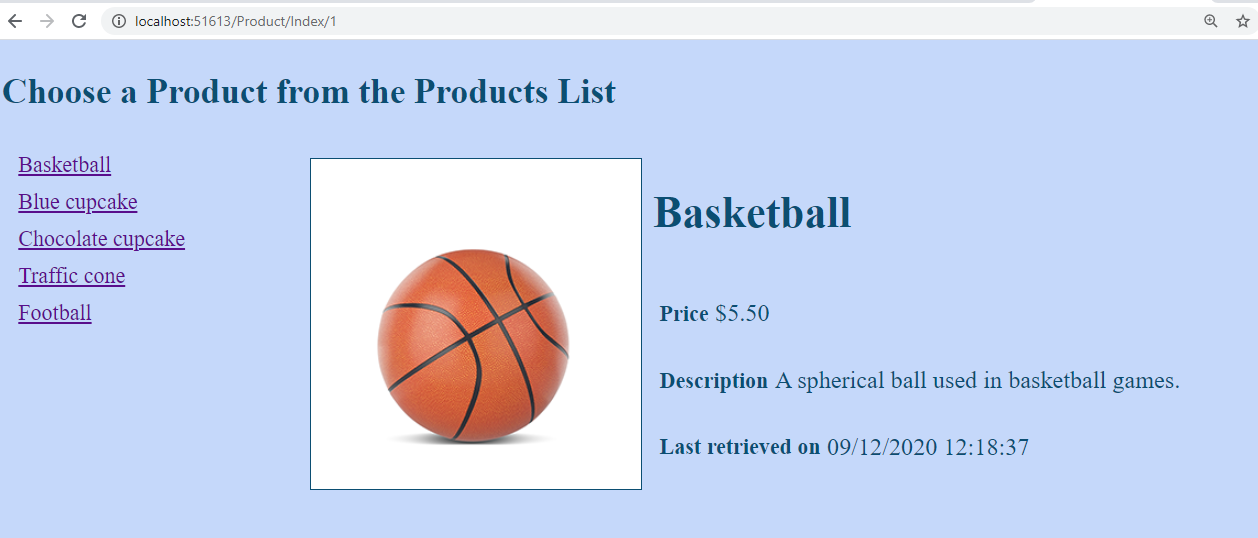 localhost:51613/Product/Index/1
Choose a Product from the Products List
Basketball
Blue cupcake
Chocolate cupcake
Traffic cone
Football
Basketball
Price $5.50
Description A spherical ball used in basketball games.
Last retrieved on 09/12/2020 12:18:37